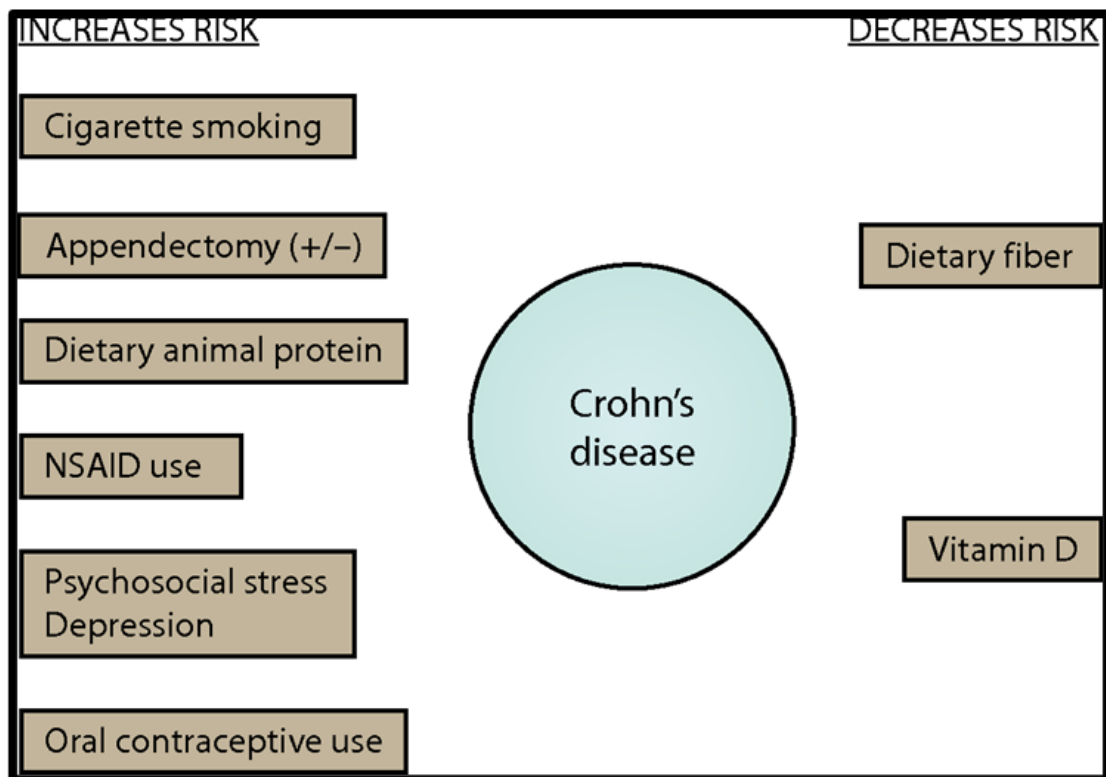 INCREASES RISK
DECREASES RISK
Cigarette smoking
Appendectomy (+/–)
Dietary animal protein
NSAID use
Psychosocial stress
Depression
Oral contraceptive use
Crohn’s
disease
Dietary fiber
Vitamin D